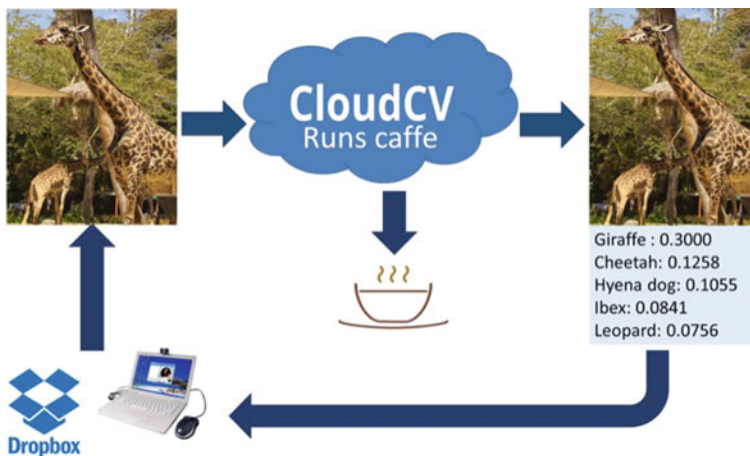 CloudCV
Runs caffe
Giraffe : 0.3000
Cheetah: 0.1258
Hyena dog: 0.1055
Ibex: 0.0841
Leopard: 0.0756
Dropbox